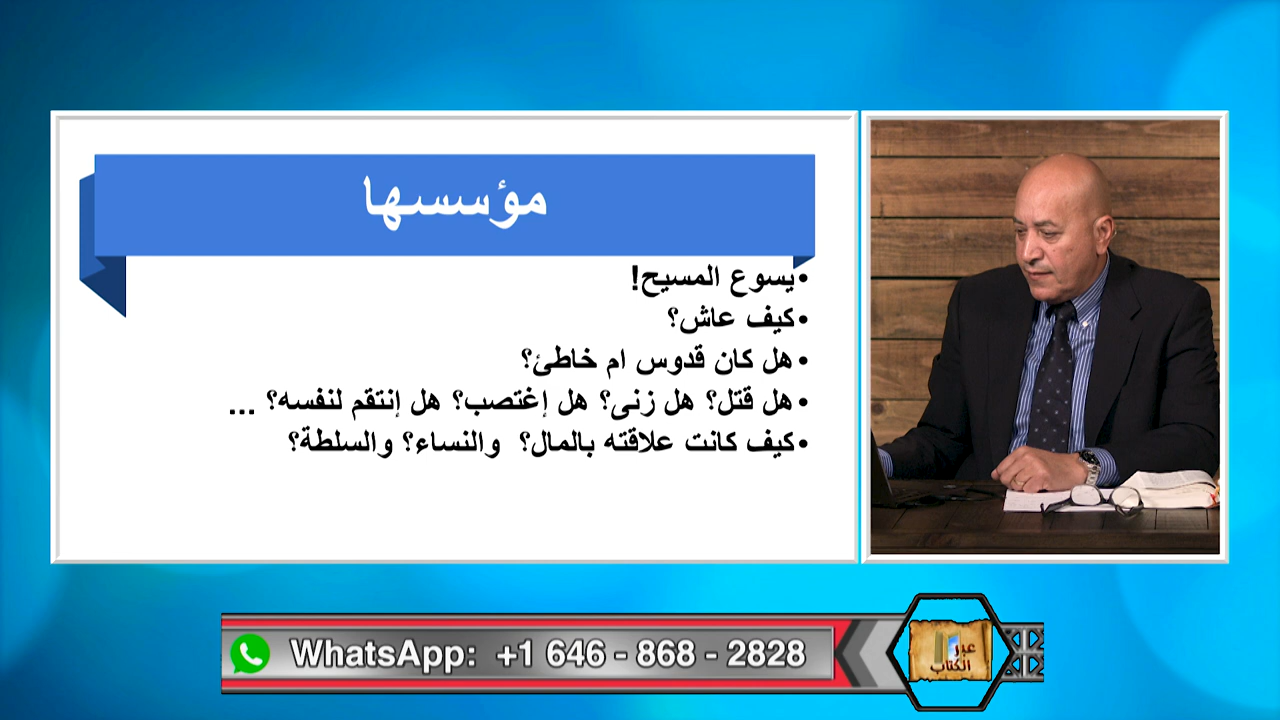 مؤسسها
•يسوع المسيح!
•كيف عاش؟
•هل كان قدوس ام خاطئ؟
•هل قتل؟ هل زنى؟ هل إغتصب؟ هل إنتقم لنفسه؟ ...
•كيف كانت علاقته بالمال؟ والنساء؟ والسلطة؟
WhatsApp: +1 646 - 868 - 2828
عبر
الكتاب